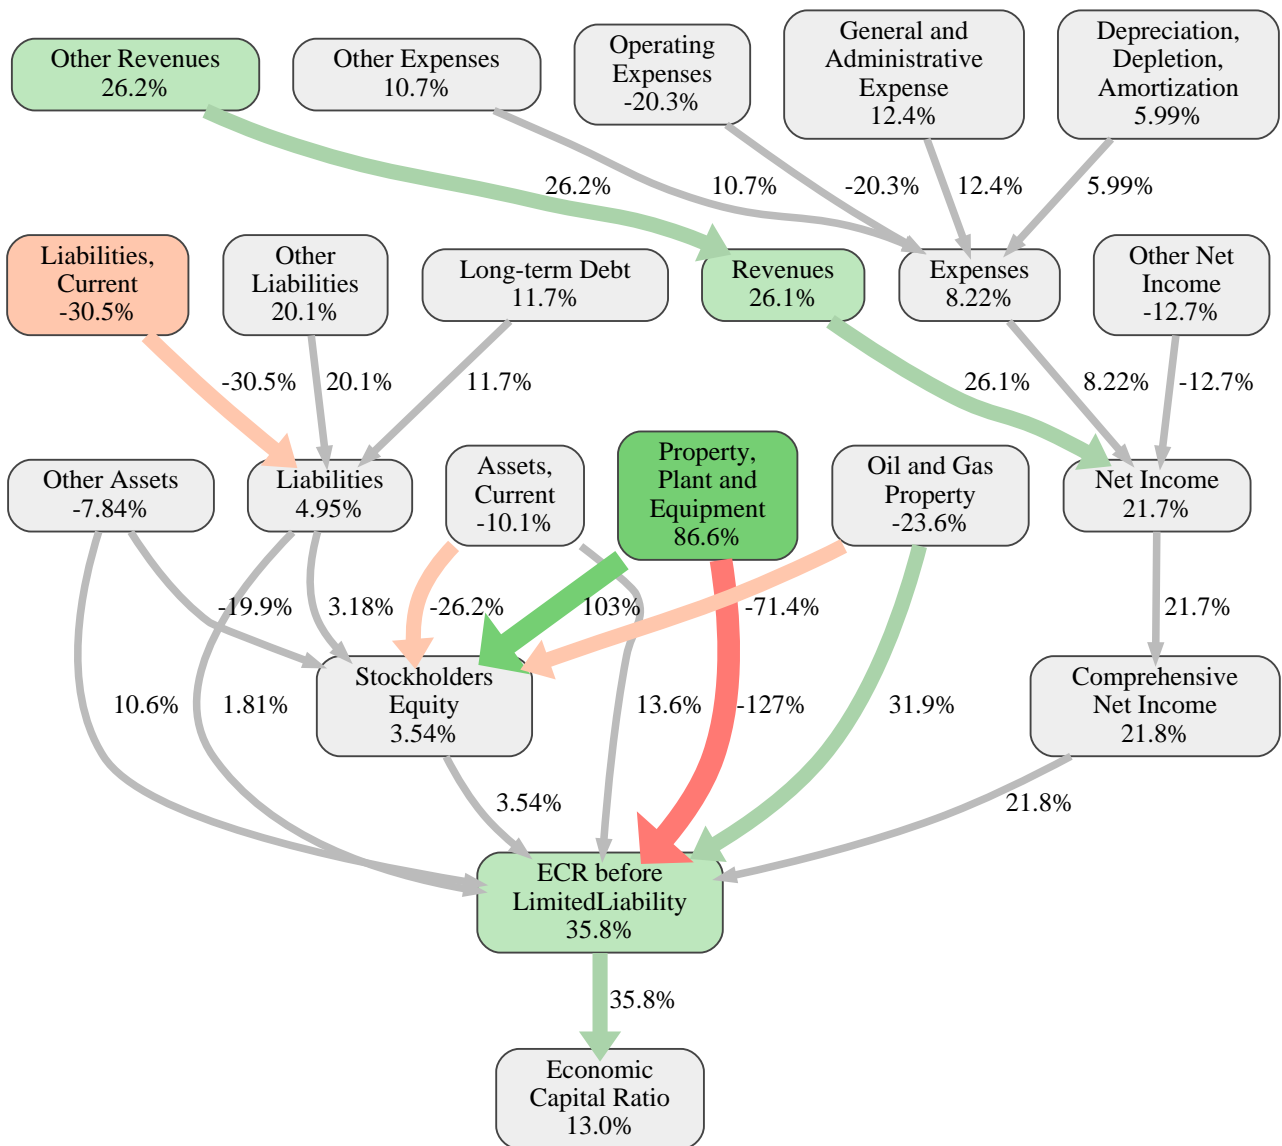 Other Revenues
26.2%
Other Expenses
10.7%
Operating
Expenses
-20.3%
General and
Administrative
Expense
12.4%
Depreciation,
Depletion,
Amortization
5.99%
26.2%
10.7%
-20.3%
12.4%
5.99%
Liabilities,
Current
-30.5%
Other
Liabilities
20.1%
Long-term Debt
11.7%
Revenues
26.1%
Expenses
8.22%
Other Net
Income
-12.7%
-30.5%
20.1%
11.7%
26.1%
8.22%
-12.7%
Other Assets
-7.84%
Liabilities
4.95%
Assets,
Current
-10.1%
Property,
Plant and
Equipment
86.6%
Oil and Gas
Property
-23.6%
Net Income
21.7%
-19.9%
3.18%
-26.2%
103%
-71.4%
21.7%
10.6%
1.81%
Stockholders
Equity
3.54%
13.6%
-127%
31.9%
Comprehensive
Net Income
21.8%
3.54%
21.8%
ECR before
LimitedLiability
35.8%
35.8%
Economic
Capital Ratio
13.0%